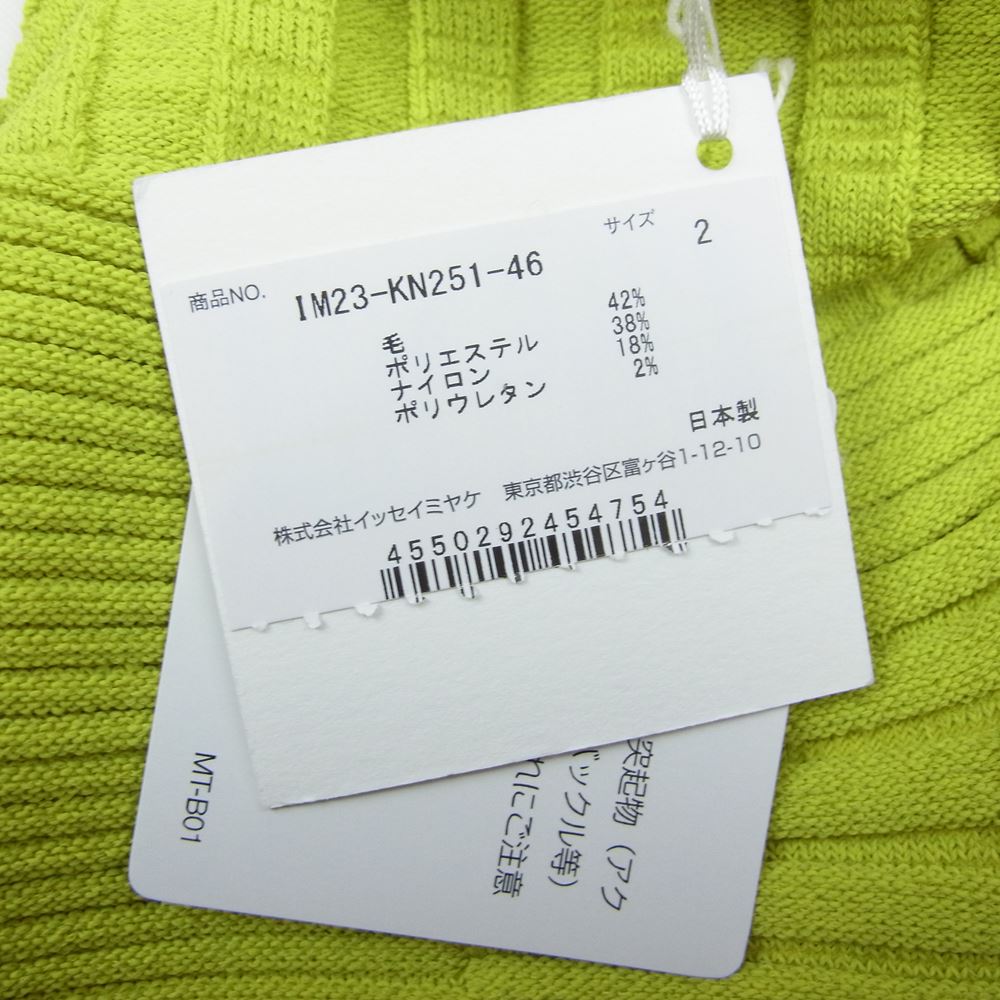 商品NO. IM23-KN251-46 サイズ 2
毛 42%
ポリエステル 38%
ナイロン 18%
ポリウレタン 2%
日本製
株式会社イッセイミヤケ 東京都渋谷区富ヶ谷1-12-10
4550292454754
突起物（アク
バックル等）
れにご注意
MT-B01